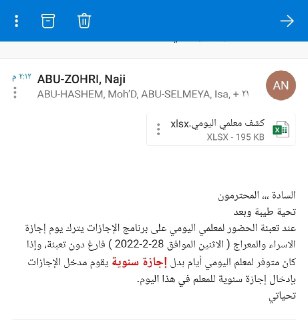 ٢:١٢ م
ABU-ZOHRI, Naji
ABU-HASHEM, Moh'D, ABU-SELMEYA, Isa, + ٢١
AN
كشف معلمي اليومي.xlsx
XLSX - 195 KB
السادة ,,, المحترمون
تحية طيبة وبعد
عند تعبئة الحضور لمعلمي اليومي على برنامج الإجازات يترك يوم إجازة
الاسراء والمعراج ( الاثنين الموافق 28-2-2022 ) فارغ دون تعبئة، وإذا
كان متوفر لمعلم اليومي أيام بدل إجازة سنوية يقوم مدخل الإجازات
بإدخال إجازة سنوية للمعلم في هذا اليوم.
تحياتي